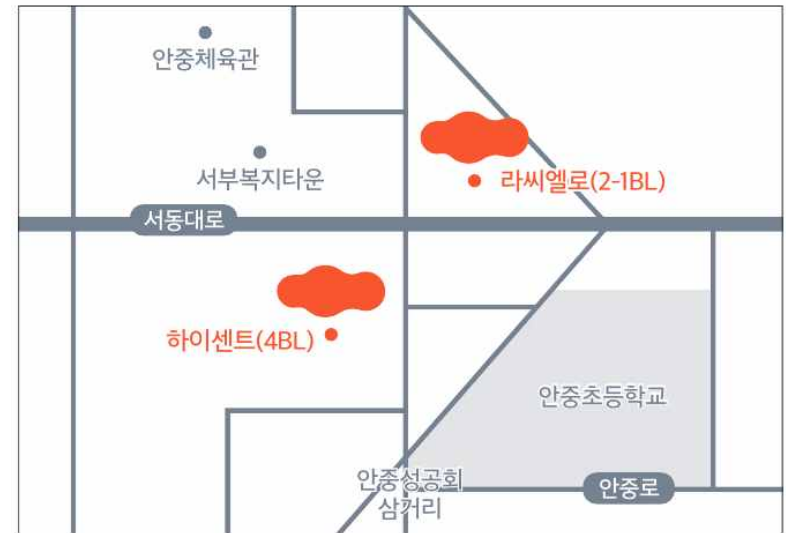 안중체육관
서부복지타운
라씨엘로(2-1BL)
서동대로
하이센트(4BL)
안중초등학교
안중성공회
삼거리
안중로